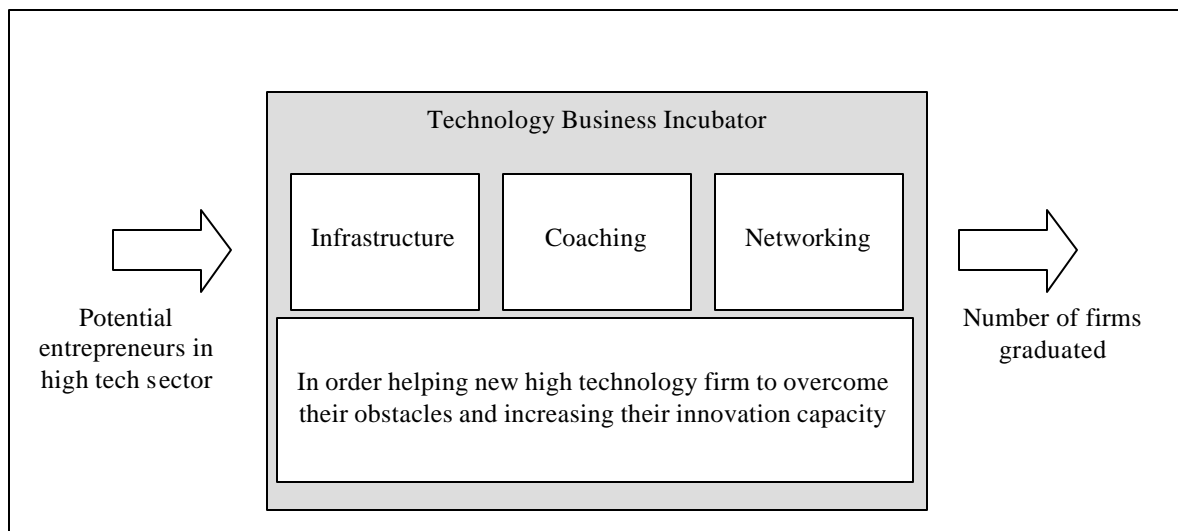 Technology Business Incubator
Infrastructure
Coaching
Networking
Potential
entrepreneurs in
high tech sector
Number of firms
graduated
In order helping new high technology firm to overcome
their obstacles and increasing their innovation capacity